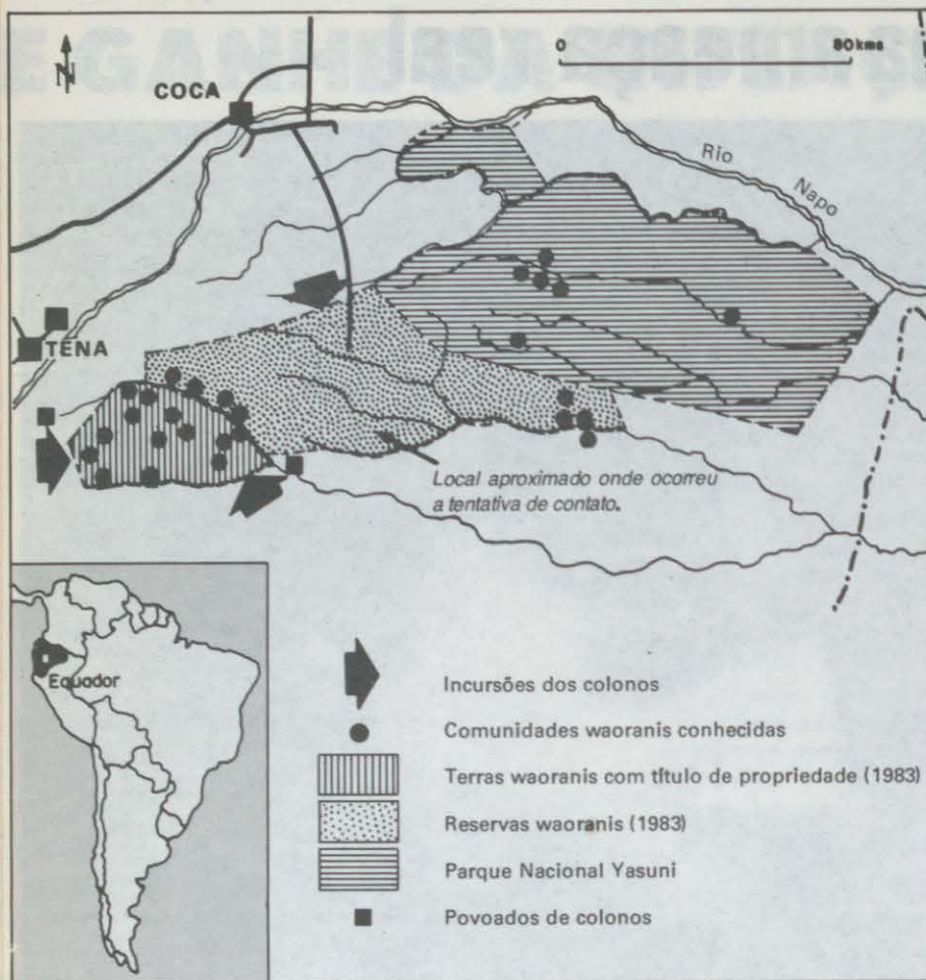 N
0 80kms
COCA
Rio
Napo
TENA
Local aproximado onde ocorreu
a tentativa de contato.
Equador
Incursões dos colonos
Comunidades waoranis conhecidas
Terras waoranis com título de propriedade (1983)
Reservas waoranis (1983)
Parque Nacional Yasuni
Povoados de colonos